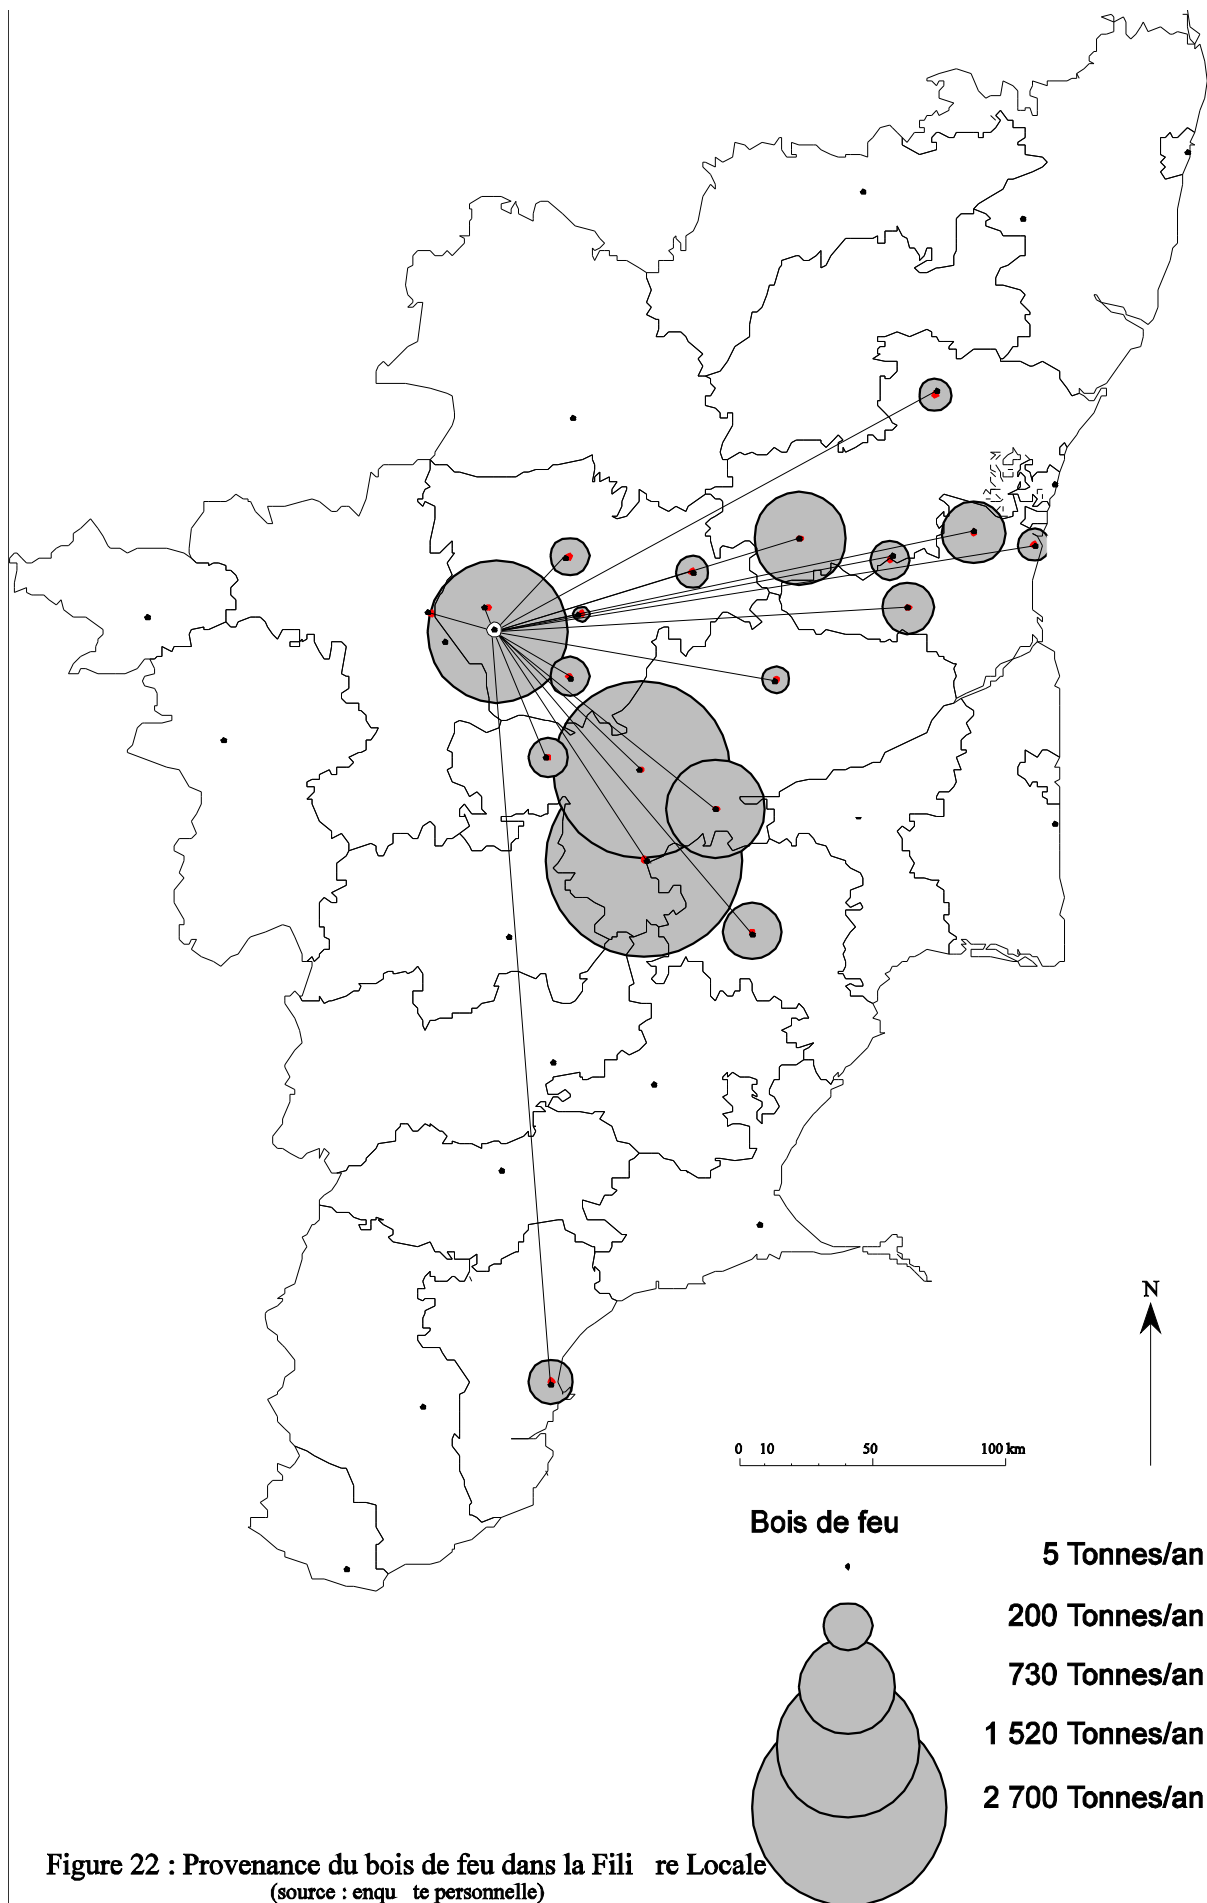 N
0 10 50 100 km
Bois de feu
5 Tonnes/an
200 Tonnes/an
730 Tonnes/an
1 520 Tonnes/an
2 700 Tonnes/an
Figure 22 : Provenance du bois de feu dans la Fili re Locale
(source : enqu te personnelle)